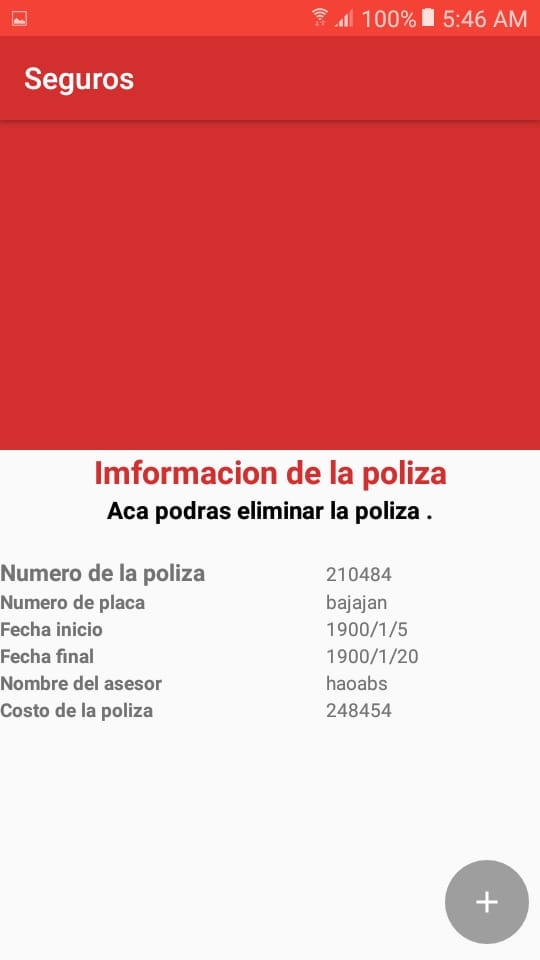 100% 5:46 AM
Seguros
Imformacion de la poliza
Aca podras eliminar la poliza .
Numero de la poliza 210484
Numero de placa bajajan
Fecha inicio 1900/1/5
Fecha final 1900/1/20
Nombre del asesor haoabs
Costo de la poliza 248454
+